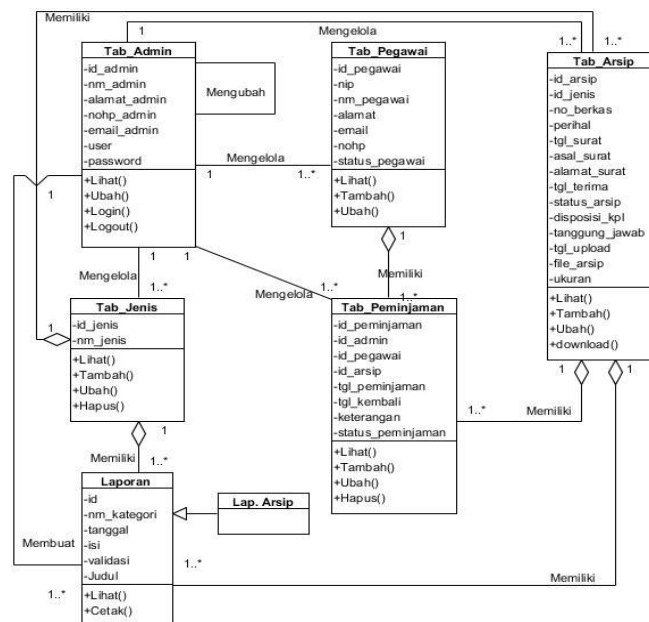 Memiliki
1
Mengelola
1..*
1..*
Tab_Admin
-id_admin
-nm_admin
-alamat_admin
-nohp_admin
-email_admin
-user
-password
+Lihat()
+Ubah()
+Login()
+Logout()
Mengubah
Tab_Pegawai
-id_pegawai
-nip
-nm_pegawai
-alamat
-email
-nohp
-status_pegawai
+Lihat()
+Tambah()
+Ubah()
Tab_Arsip
-id_arsip
-id_jenis
-no_berkas
-perihal
-tgl_surat
-asal_surat
-alamat_surat
-tgl_terima
-status_arsip
-disposisi_kpl
-tanggung_jawab
-tgl_upload
-file_arsip
-ukuran
+Lihat()
+Tambah()
+Ubah()
+download()
Mengelola
1
1..*
1
1
1
1
Mengelola
1..*
Mengelola
1..*
Memiliki
1..*
Tab_Jenis
-id_jenis
-nm_jenis
+Lihat()
+Tambah()
+Ubah()
+Hapus()
1
Tab_Peminjaman
-id_peminjaman
-id_admin
-id_pegawai
-id_arsip
-tgl_peminjaman
-tgl_kembali
-keterangan
-status_peminjaman
+Lihat()
+Tambah()
+Ubah()
+Hapus()
1
1
1..*
Memiliki
1
Memiliki
1..*
Laporan
-id
-nm_kategori
-tanggal
-isi
-validasi
-Judul
+Lihat()
+Cetak()
Lap. Arsip
Membuat
1..*
1..*
Memiliki